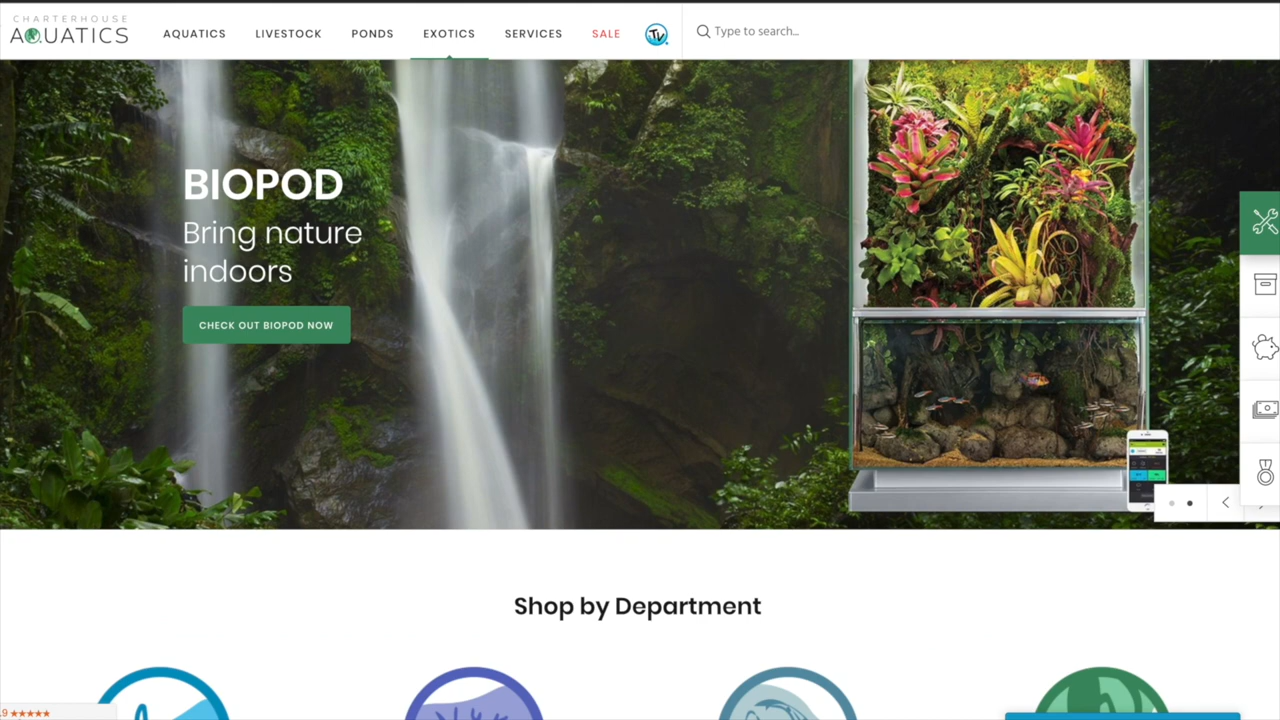 CHARTERHOUSE
AQUATICS
AQUATICS LIVESTOCK PONDS EXOTICS SERVICES SALE TV Type to search...
BIOPOD
Bring nature
indoors
CHECK OUT BIOPOD NOW
Shop by Department
.9 ★★★★★